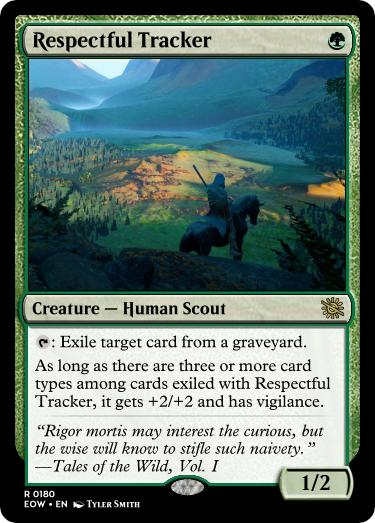 Respectful Tracker
Creature — Human Scout
: Exile target card from a graveyard.
As long as there are three or more card
types among cards exiled with Respectful
Tracker, it gets +2/+2 and has vigilance.
“Rigor mortis may interest the curious, but
the wise will know to stifle such naivety.”
—Tales of the Wild, Vol. I
1/2
R 0180
EOW • EN Tyler Smith